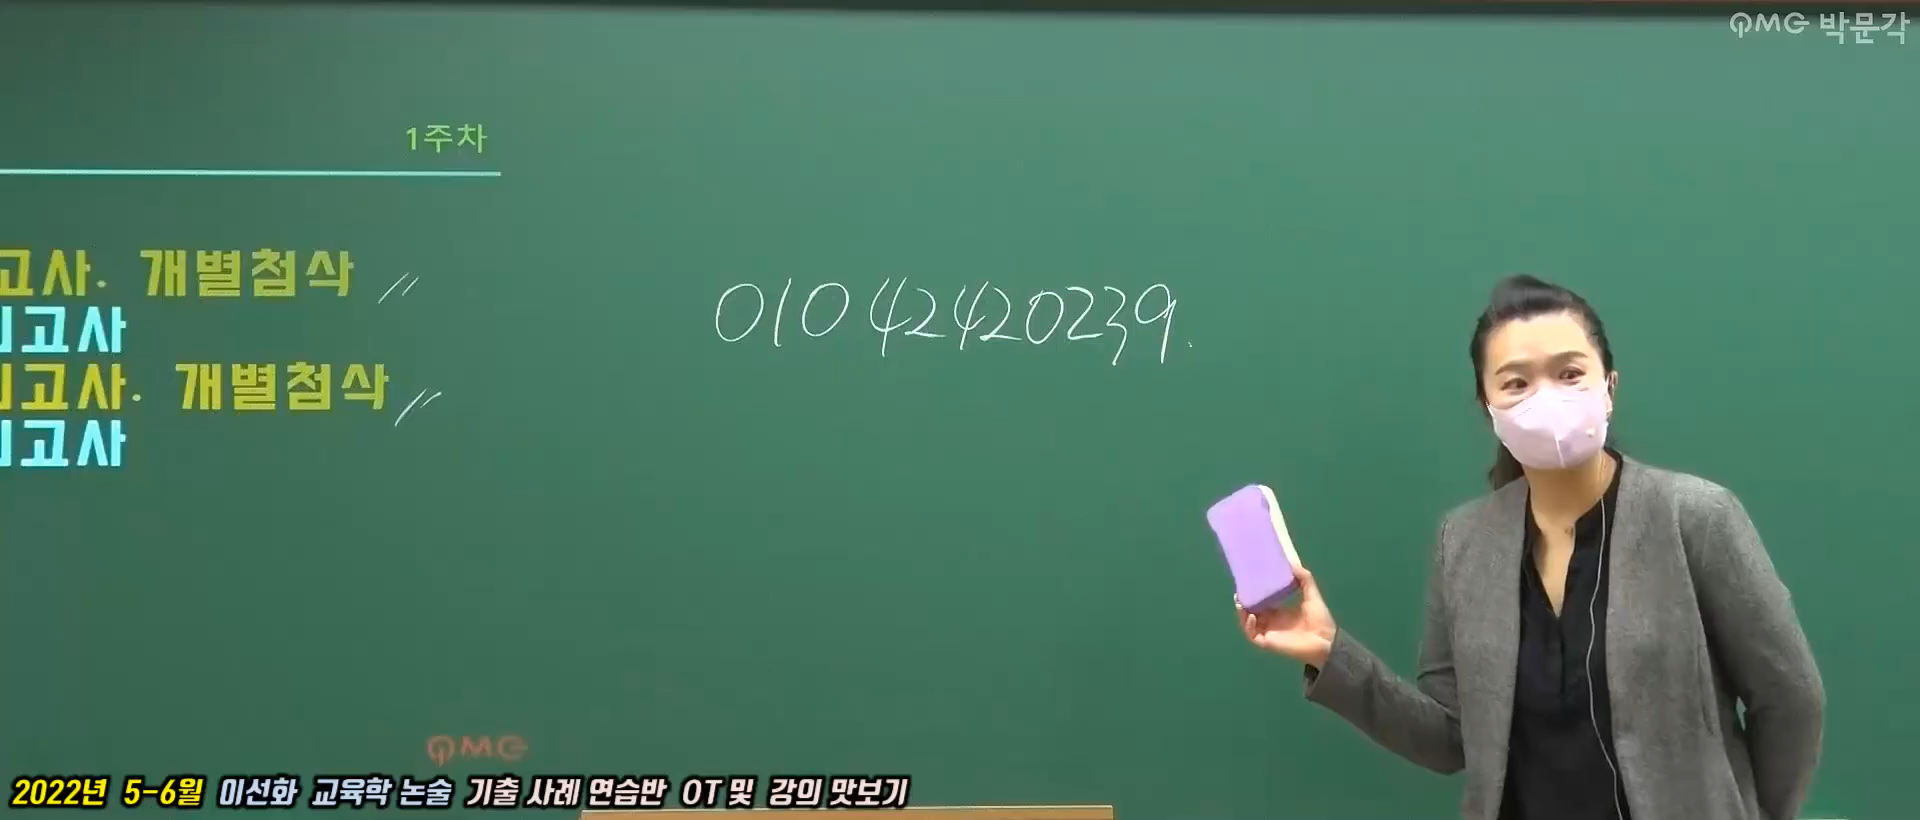 PMG 박문각
1주차
고사. 개별첨삭
01042420239.
고사
고사. 개별첨삭
고사
PMG
2022년 5-6월 이선화 교육학 논술 기출 사례 연습반 OT 및 강의 맛보기